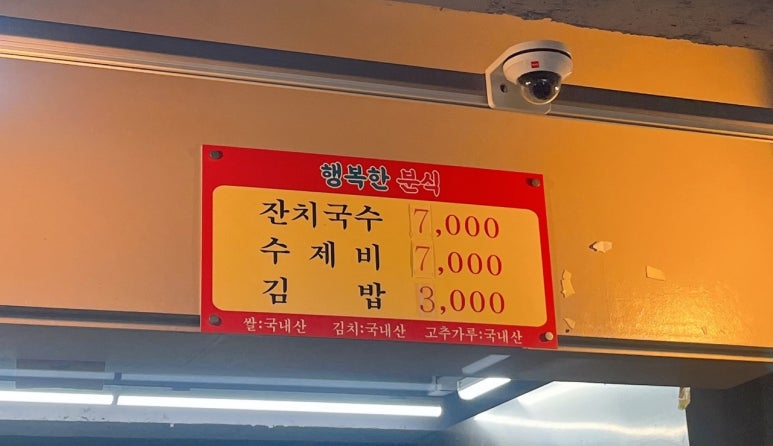 행복한 분식
잔치국수 7,000
수제비 7,000
김밥 3,000
쌀:국내산 김치:국내산 고추가루:국내산